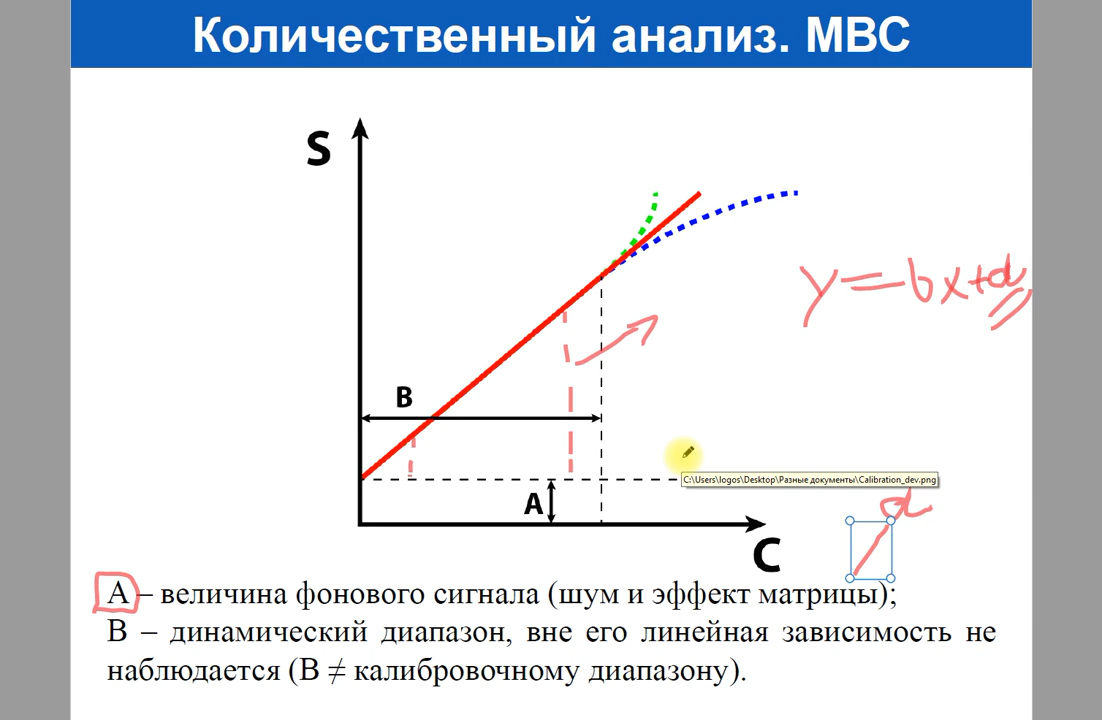 Количественный анализ. МВС
S
y = bx+a
B
C:\Users\logos\Desktop\Разные документы\Calibration_dev.png
A
C
A – величина фонового сигнала (шум и эффект матрицы);
B – динамический диапазон, вне его линейная зависимость не
наблюдается (B ≠ калибровочному диапазону).